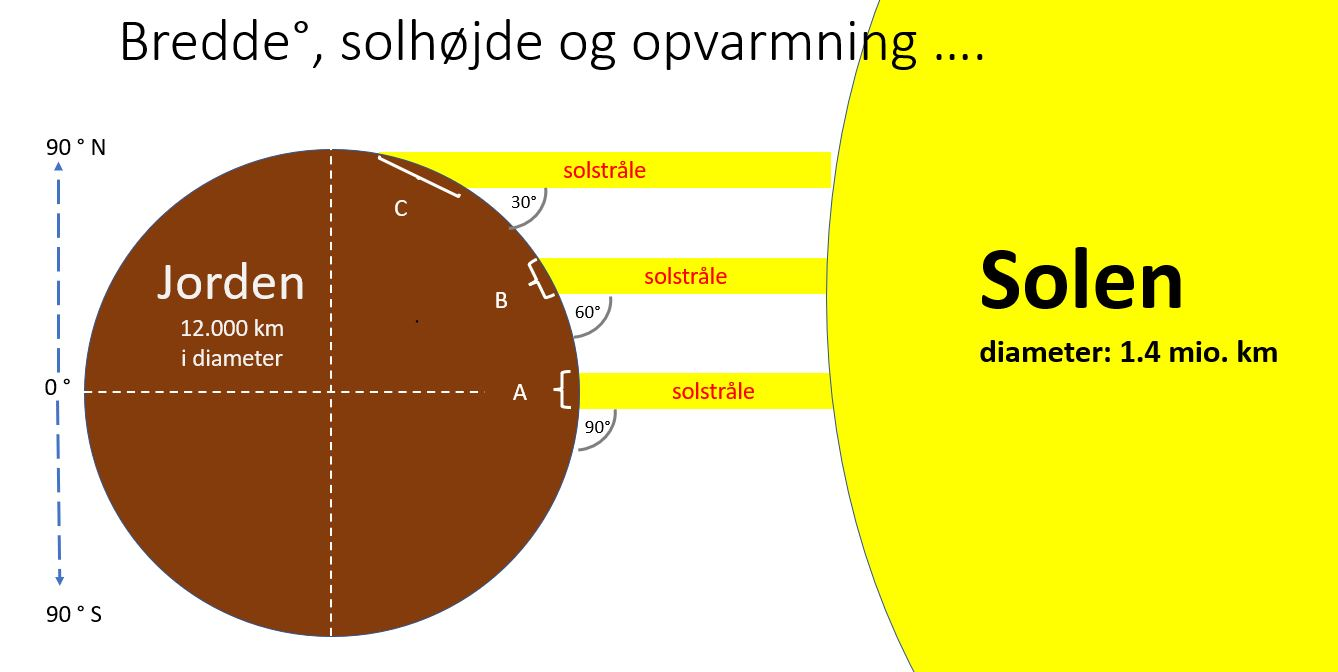 Bredde°, solhøjde og opvarmning ....
90 ° N
solstråle
30°
C
Jorden
12.000 km
i diameter
solstråle
B
60°
Solen
diameter: 1.4 mio. km
0 °
A
solstråle
90°
90 ° S